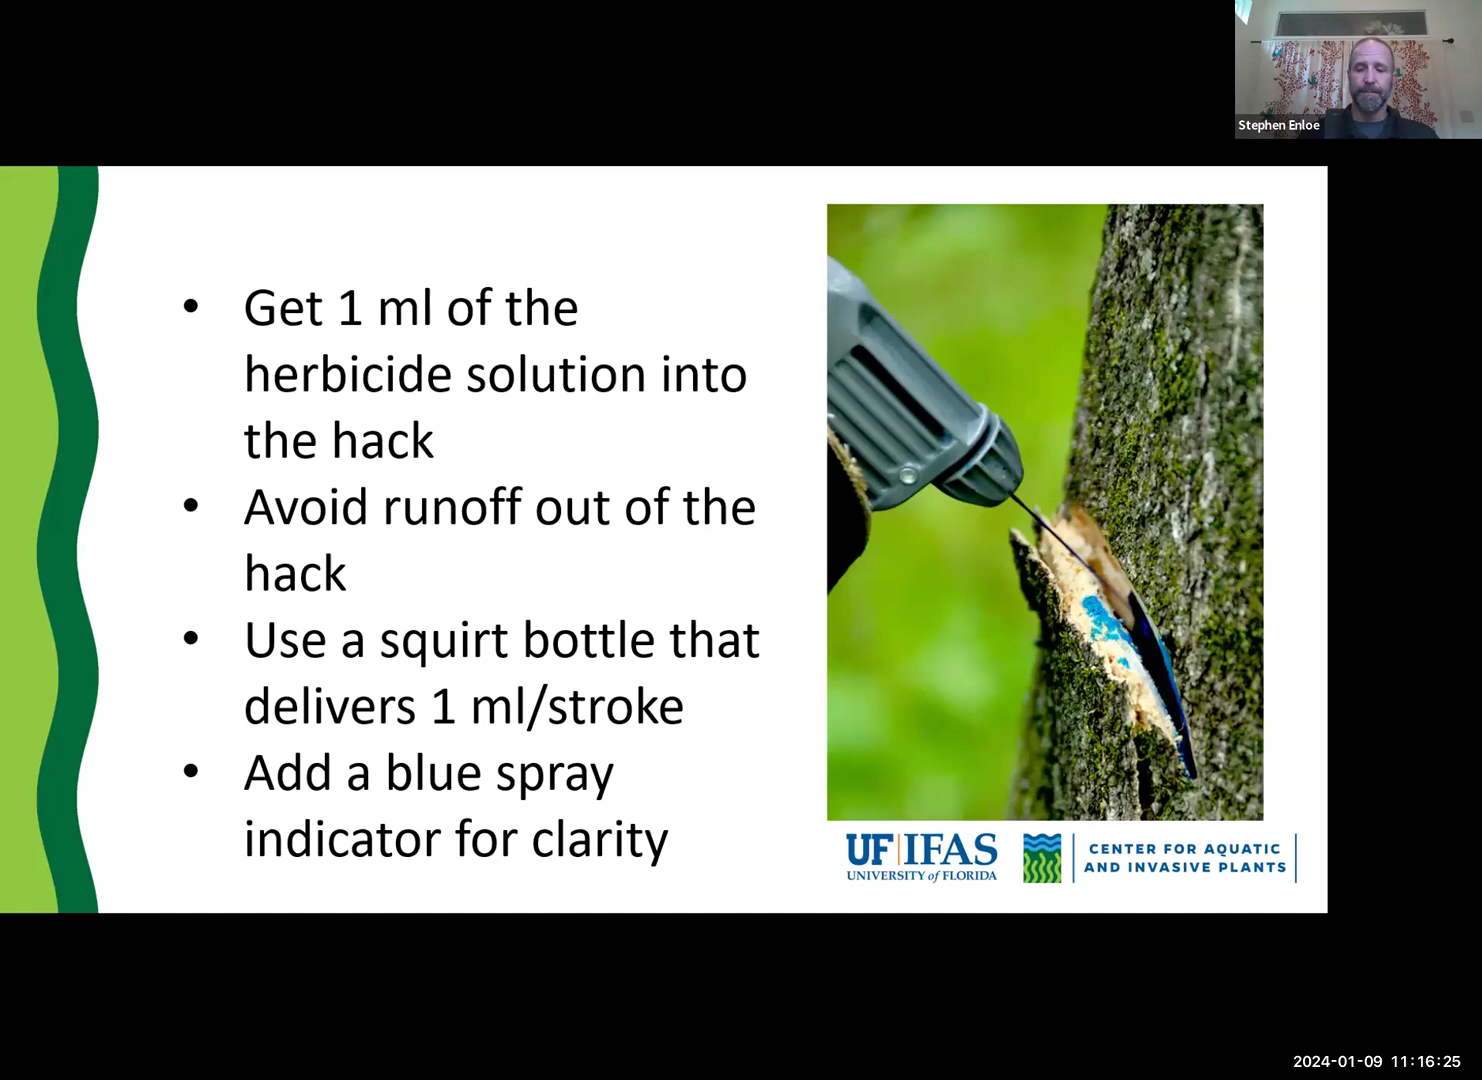 Stephen Enloe
• Get 1 ml of the
herbicide solution into
the hack
• Avoid runoff out of the
hack
• Use a squirt bottle that
delivers 1 ml/stroke
• Add a blue spray
indicator for clarity
UF|IFAS
UNIVERSITY of FLORIDA
CENTER FOR AQUATIC
AND INVASIVE PLANTS
2024-01-09 11:16:25